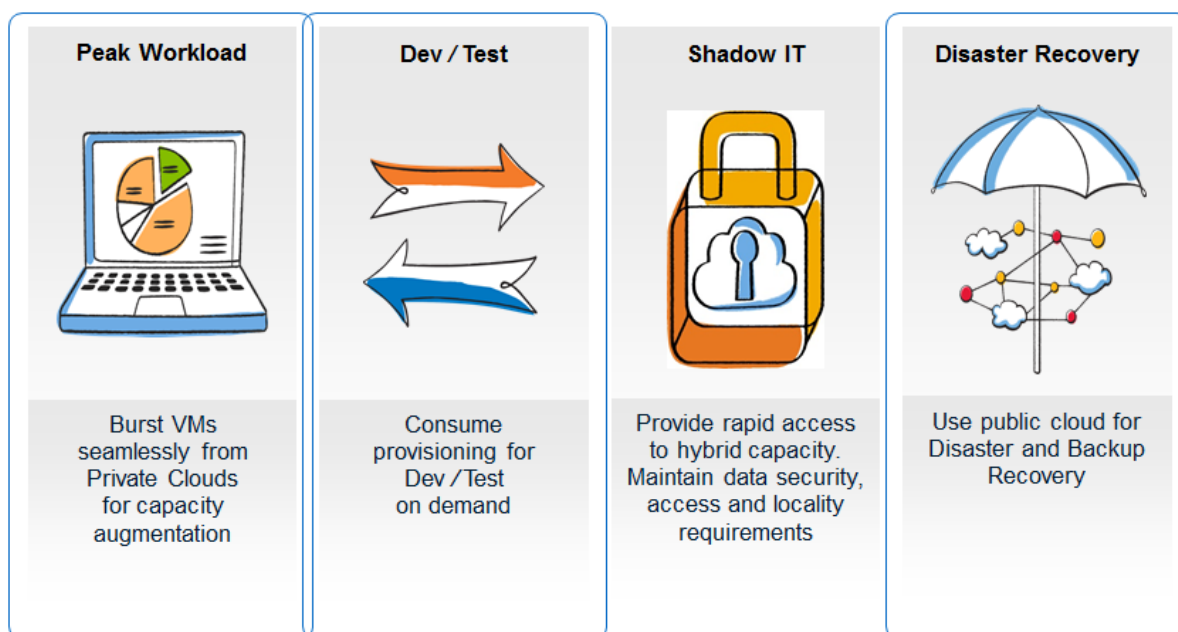 Peak Workload
Burst VMs
seamlessly from
Private Clouds
for capacity
augmentation
Dev / Test
Consume
provisioning for
Dev / Test
on demand
Shadow IT
Provide rapid access
to hybrid capacity.
Maintain data security,
access and locality
requirements
Disaster Recovery
Use public cloud for
Disaster and Backup
Recovery